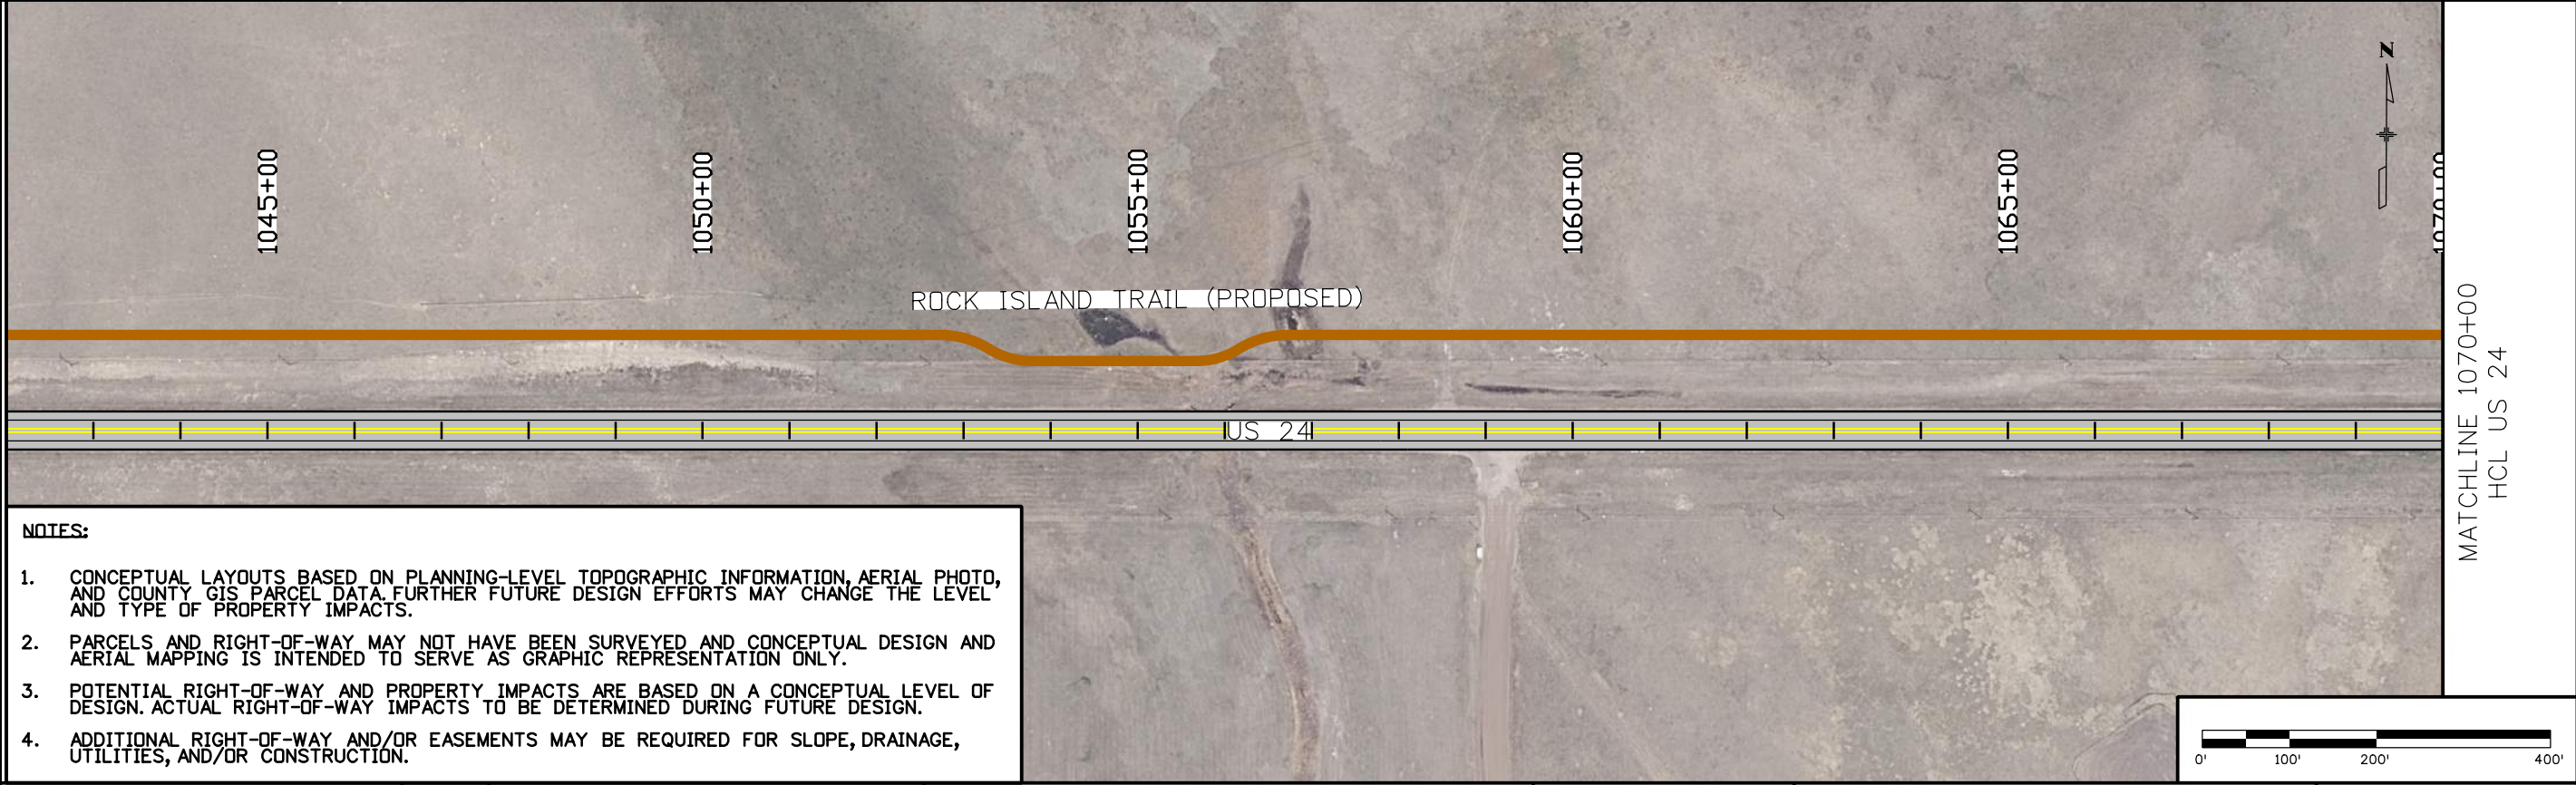 N
1045+00
1050+00
1055+00
1060+00
1065+00
1070+00
ROCK ISLAND TRAIL (PROPOSED)
US 24
MATCHLINE 1070+00
HCL US 24
NOTES:
1. CONCEPTUAL LAYOUTS BASED ON PLANNING-LEVEL TOPOGRAPHIC INFORMATION, AERIAL PHOTO,
AND COUNTY GIS PARCEL DATA. FURTHER FUTURE DESIGN EFFORTS MAY CHANGE THE LEVEL
AND TYPE OF PROPERTY IMPACTS.
2. PARCELS AND RIGHT-OF-WAY MAY NOT HAVE BEEN SURVEYED AND CONCEPTUAL DESIGN AND
AERIAL MAPPING IS INTENDED TO SERVE AS GRAPHIC REPRESENTATION ONLY.
3. POTENTIAL RIGHT-OF-WAY AND PROPERTY IMPACTS ARE BASED ON A CONCEPTUAL LEVEL OF
DESIGN. ACTUAL RIGHT-OF-WAY IMPACTS TO BE DETERMINED DURING FUTURE DESIGN.
4. ADDITIONAL RIGHT-OF-WAY AND/OR EASEMENTS MAY BE REQUIRED FOR SLOPE, DRAINAGE,
UTILITIES, AND/OR CONSTRUCTION.
0' 100' 200' 400'